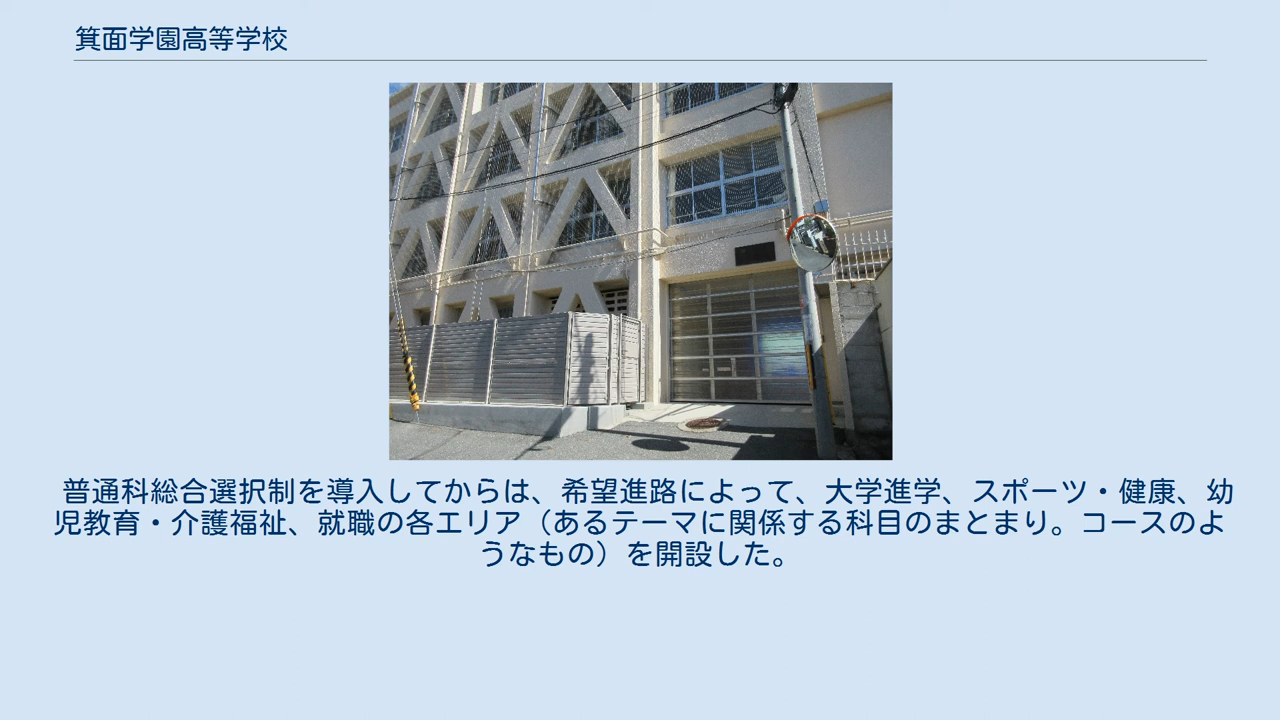 箕面学園高等学校
普通科総合選択制を導入してからは、希望進路によって、大学進学、スポーツ・健康、幼
児教育・介護福祉、就職の各エリア（あるテーマに関係する科目のまとまり。コースのよ
うなもの）を開設した。